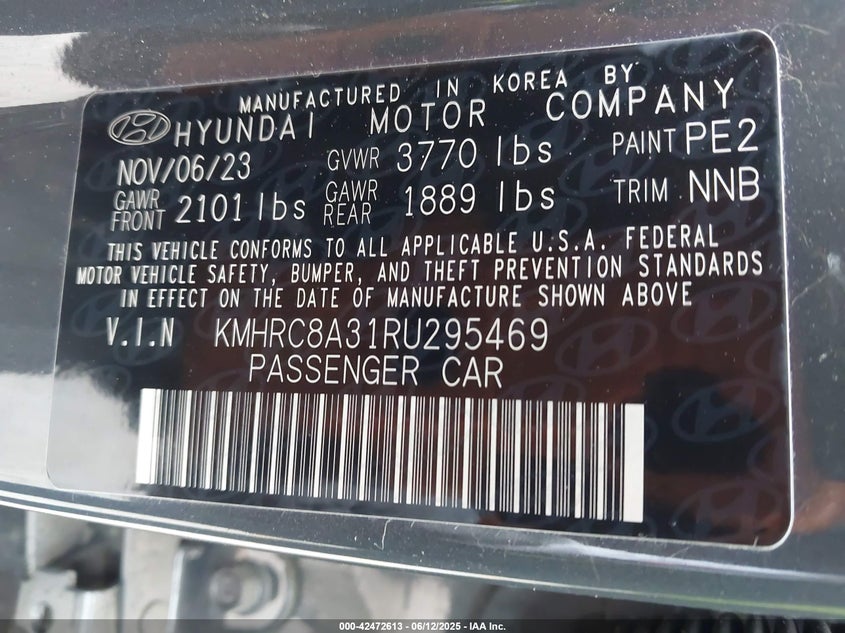 MANUFACTURED IN KOREA BY
HYUNDAI MOTOR COMPANY
NOV/06/23 GVWR 3770 lbs PAINT PE2
GAWR FRONT 2101 lbs GAWR REAR 1889 lbs TRIM NNB
THIS VEHICLE CONFORMS TO ALL APPLICABLE U.S.A. FEDERAL
MOTOR VEHICLE SAFETY, BUMPER, AND THEFT PREVENTION STANDARDS
IN EFFECT ON THE DATE OF MANUFACTURE SHOWN ABOVE
V.I.N KMHRC8A31RU295469
PASSENGER CAR
000-42472613 - 06/12/2025 - IAA Inc.